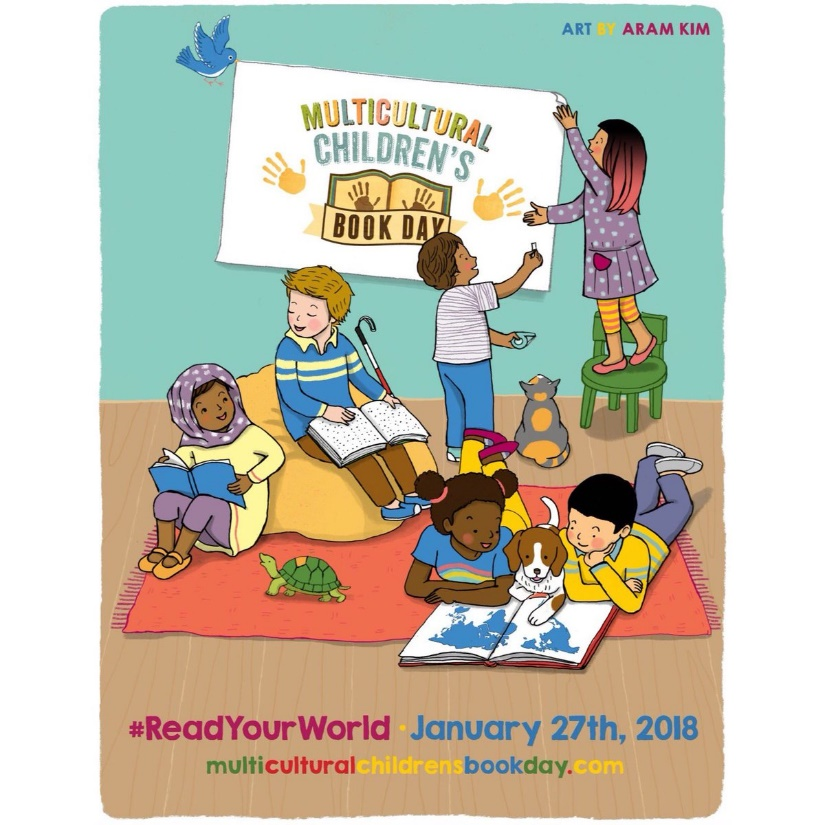 ART BY ARAM KIM
MULTICULTURAL
CHILDREN'S
BOOK DAY
#ReadYourWorld · January 27th, 2018
multiculturalchildrensbookday.com